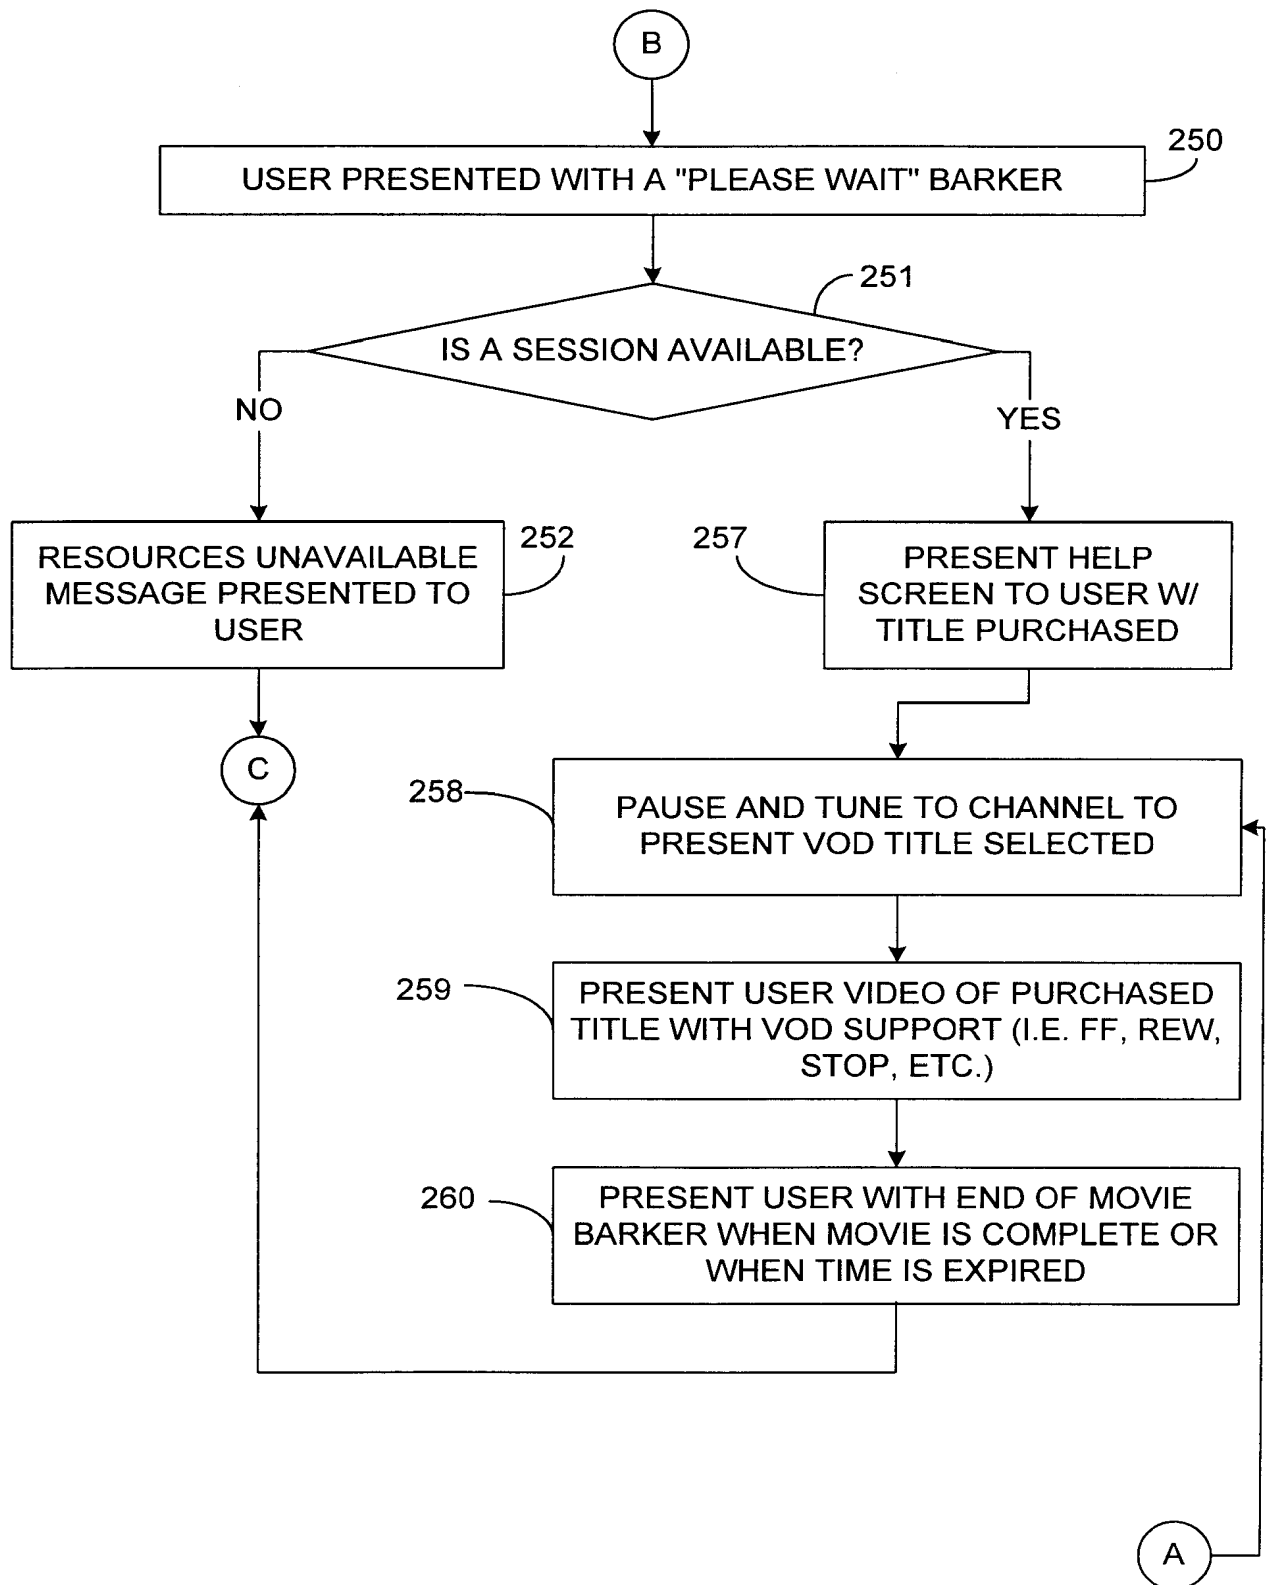 B
250
USER PRESENTED WITH A "PLEASE WAIT" BARKER
251
IS A SESSION AVAILABLE?
NO
YES
252
RESOURCES UNAVAILABLE
MESSAGE PRESENTED TO
USER
257
PRESENT HELP
SCREEN TO USER W/
TITLE PURCHASED
C
258
PAUSE AND TUNE TO CHANNEL TO
PRESENT VOD TITLE SELECTED
259
PRESENT USER VIDEO OF PURCHASED
TITLE WITH VOD SUPPORT (I.E. FF, REW,
STOP, ETC.)
260
PRESENT USER WITH END OF MOVIE
BARKER WHEN MOVIE IS COMPLETE OR
WHEN TIME IS EXPIRED
A